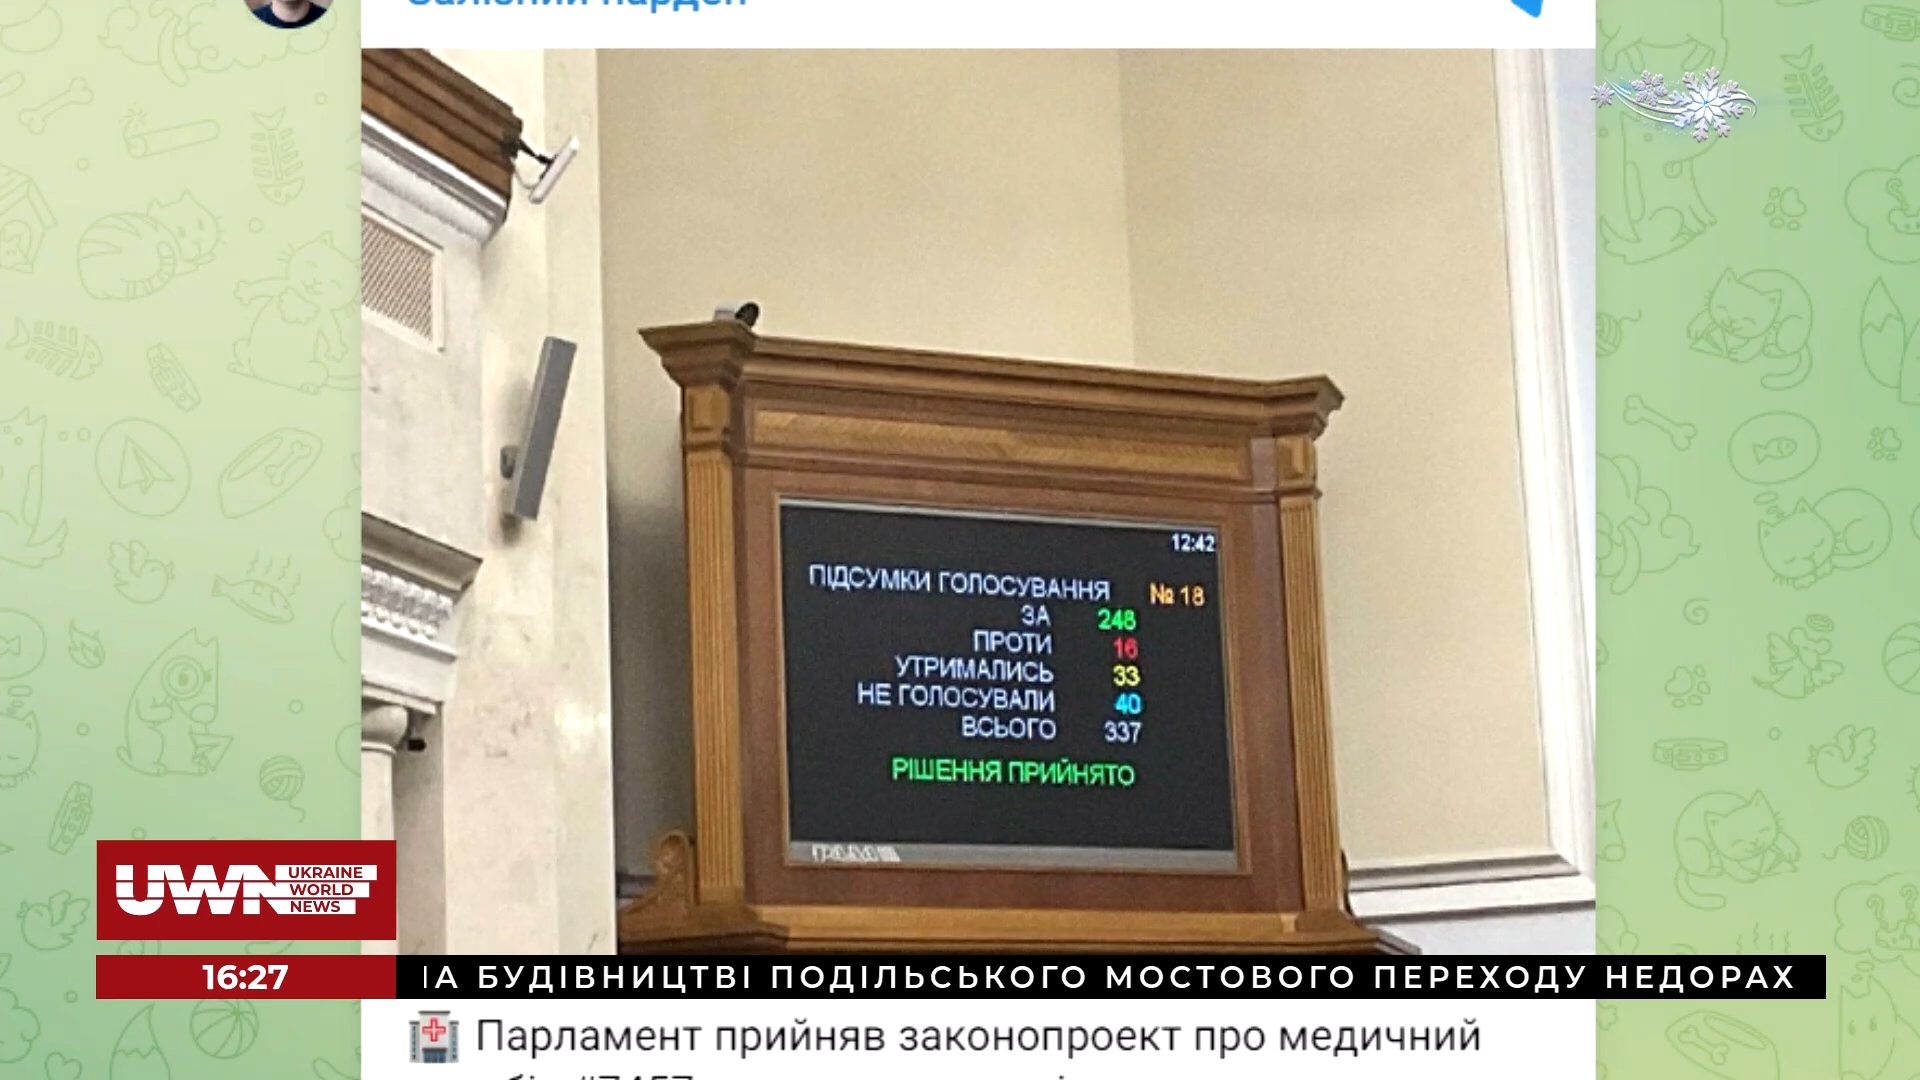 12:42
ПІДСУМКИ ГОЛОСУВАННЯ № 18
ЗА 248
ПРОТИ 16
УТРИМАЛИСЬ 33
НЕ ГОЛОСУВАЛИ 40
ВСЬОГО 337
РІШЕННЯ ПРИЙНЯТО
UWN UKRAINE
WORLD
NEWS
16:27 БУДІВНИЦТВІ ПОДІЛЬСЬКОГО МОСТОВОГО ПЕРЕХОДУ НЕДОРАХ
Парламент прийняв законопроект про медичний